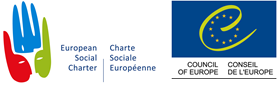 European
Social
Charter
Charte
Sociale
Européenne
COUNCIL
OF EUROPE
CONSEIL
DE L'EUROPE